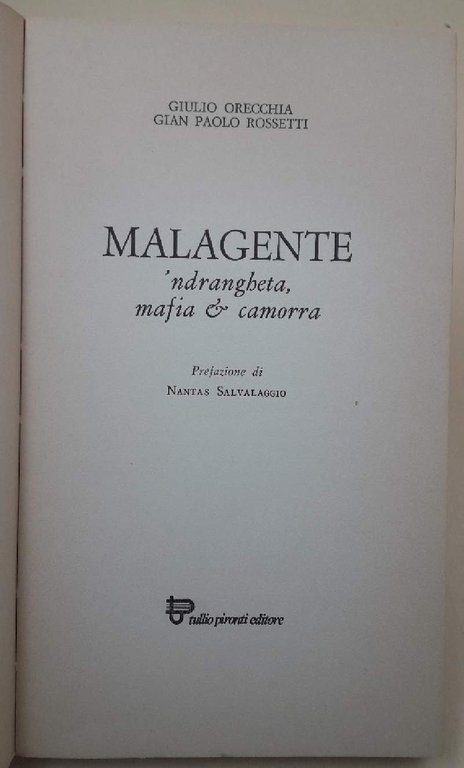 GIULIO ORECCHIA
GIAN PAOLO ROSSETTI
MALAGENTE
'ndrangheta,
mafia & camorra
Prefazione di
NANTAS SALVALAGGIO
tullio pironti editore